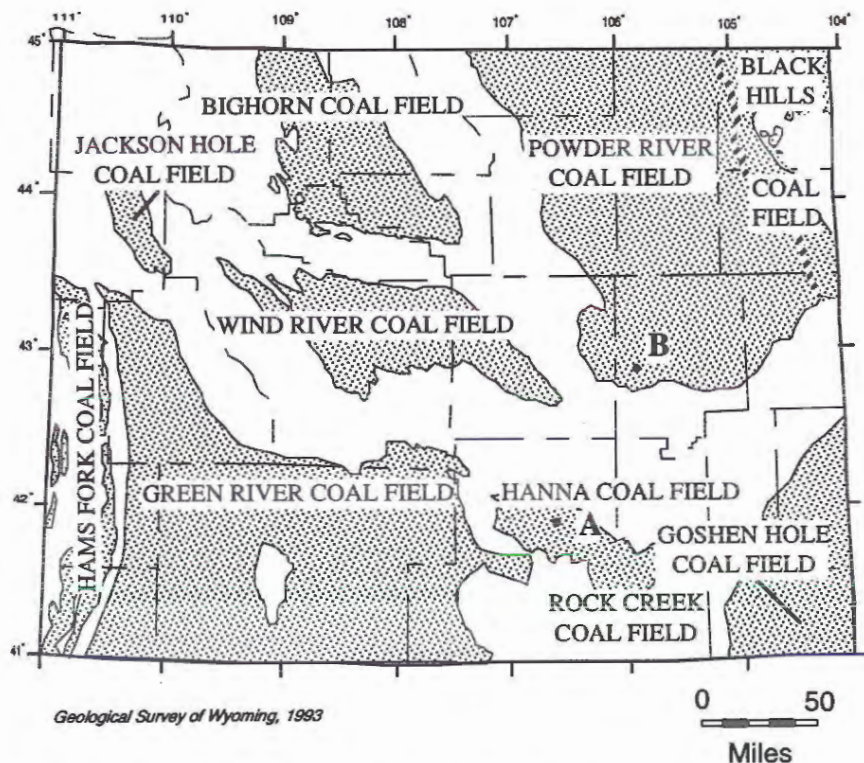 111° 110° 109° 108° 107° 106° 105° 104°
45°
BLACK
HILLS
BIGHORN COAL FIELD
JACKSON HOLE
COAL FIELD
POWDER RIVER
COAL FIELD
44°
COAL
FIELD
WIND RIVER COAL FIELD
B
43°
HAMS FORK COAL FIELD
42°
GREEN RIVER COAL FIELD
HANNA COAL FIELD
A
GOSHEN HOLE
COAL FIELD
ROCK CREEK
COAL FIELD
41°
Geological Survey of Wyoming, 1993
0 50
Miles